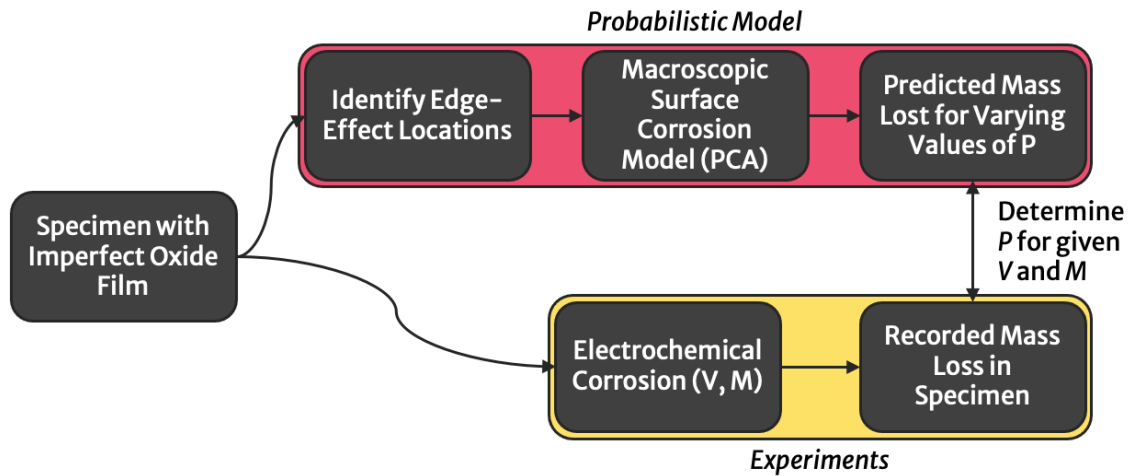 Probabilistic Model
Identify Edge-
Effect Locations
Macroscopic
Surface
Corrosion
Model (PCA)
Predicted Mass
Lost for Varying
Values of P
Specimen with
Imperfect Oxide
Film
Determine
P for given
V and M
Electrochemical
Corrosion (V, M)
Recorded Mass
Loss in
Specimen
Experiments